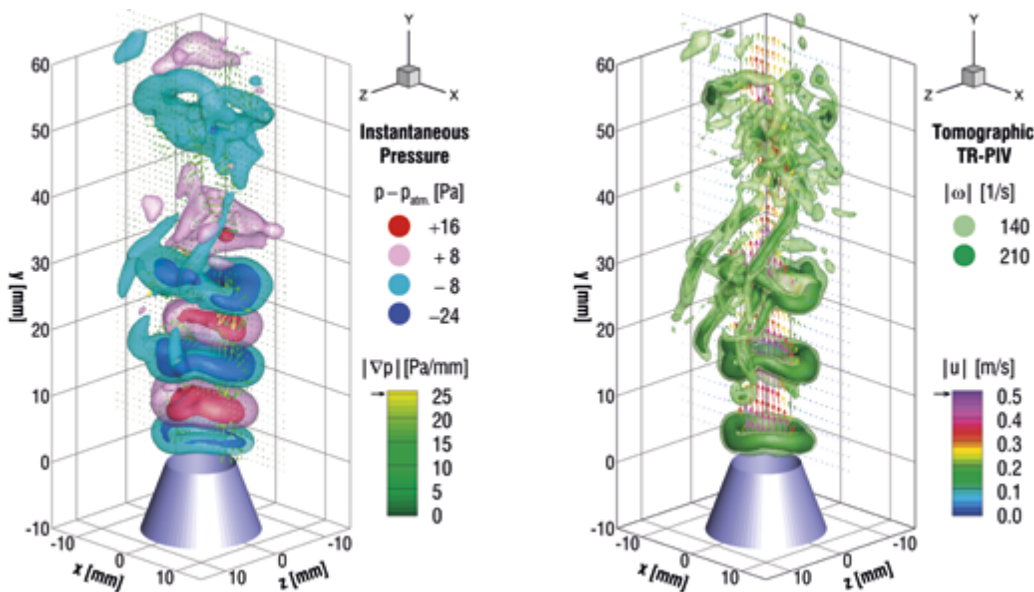 Y
Z
X
60
50
40
30
20
10
0
-10
Y [mm]
-10
0
10
x [mm]
-10
0
10
z [mm]
Instantaneous
Pressure
p – patm. [Pa]
+16
+ 8
– 8
–24
|∇p| [Pa/mm]
25
20
15
10
5
0
Y
Z
X
60
50
40
30
20
10
0
-10
Y [mm]
-10
0
10
x [mm]
-10
0
10
z [mm]
Tomographic
TR-PIV
|ω| [1/s]
140
210
|u| [m/s]
0.5
0.4
0.3
0.2
0.1
0.0